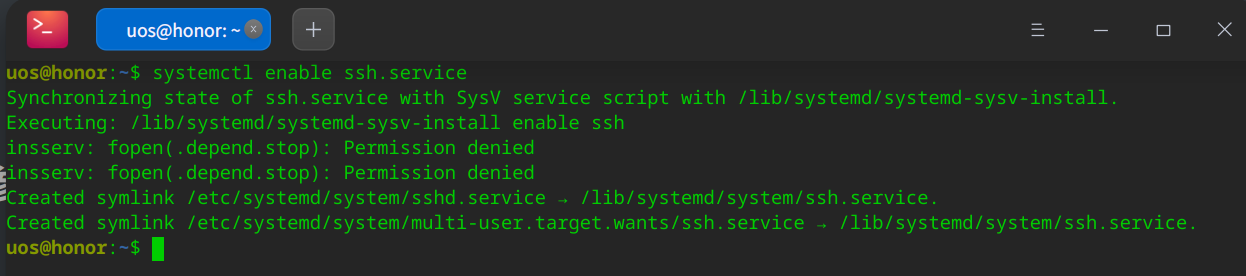 uos@honor: ~
uos@honor:~$ systemctl enable ssh.service
Synchronizing state of ssh.service with SysV service script with /lib/systemd/systemd-sysv-install.
Executing: /lib/systemd/systemd-sysv-install enable ssh
insserv: fopen(.depend.stop): Permission denied
insserv: fopen(.depend.stop): Permission denied
Created symlink /etc/systemd/system/sshd.service → /lib/systemd/system/ssh.service.
Created symlink /etc/systemd/system/multi-user.target.wants/ssh.service → /lib/systemd/system/ssh.service.
uos@honor:~$